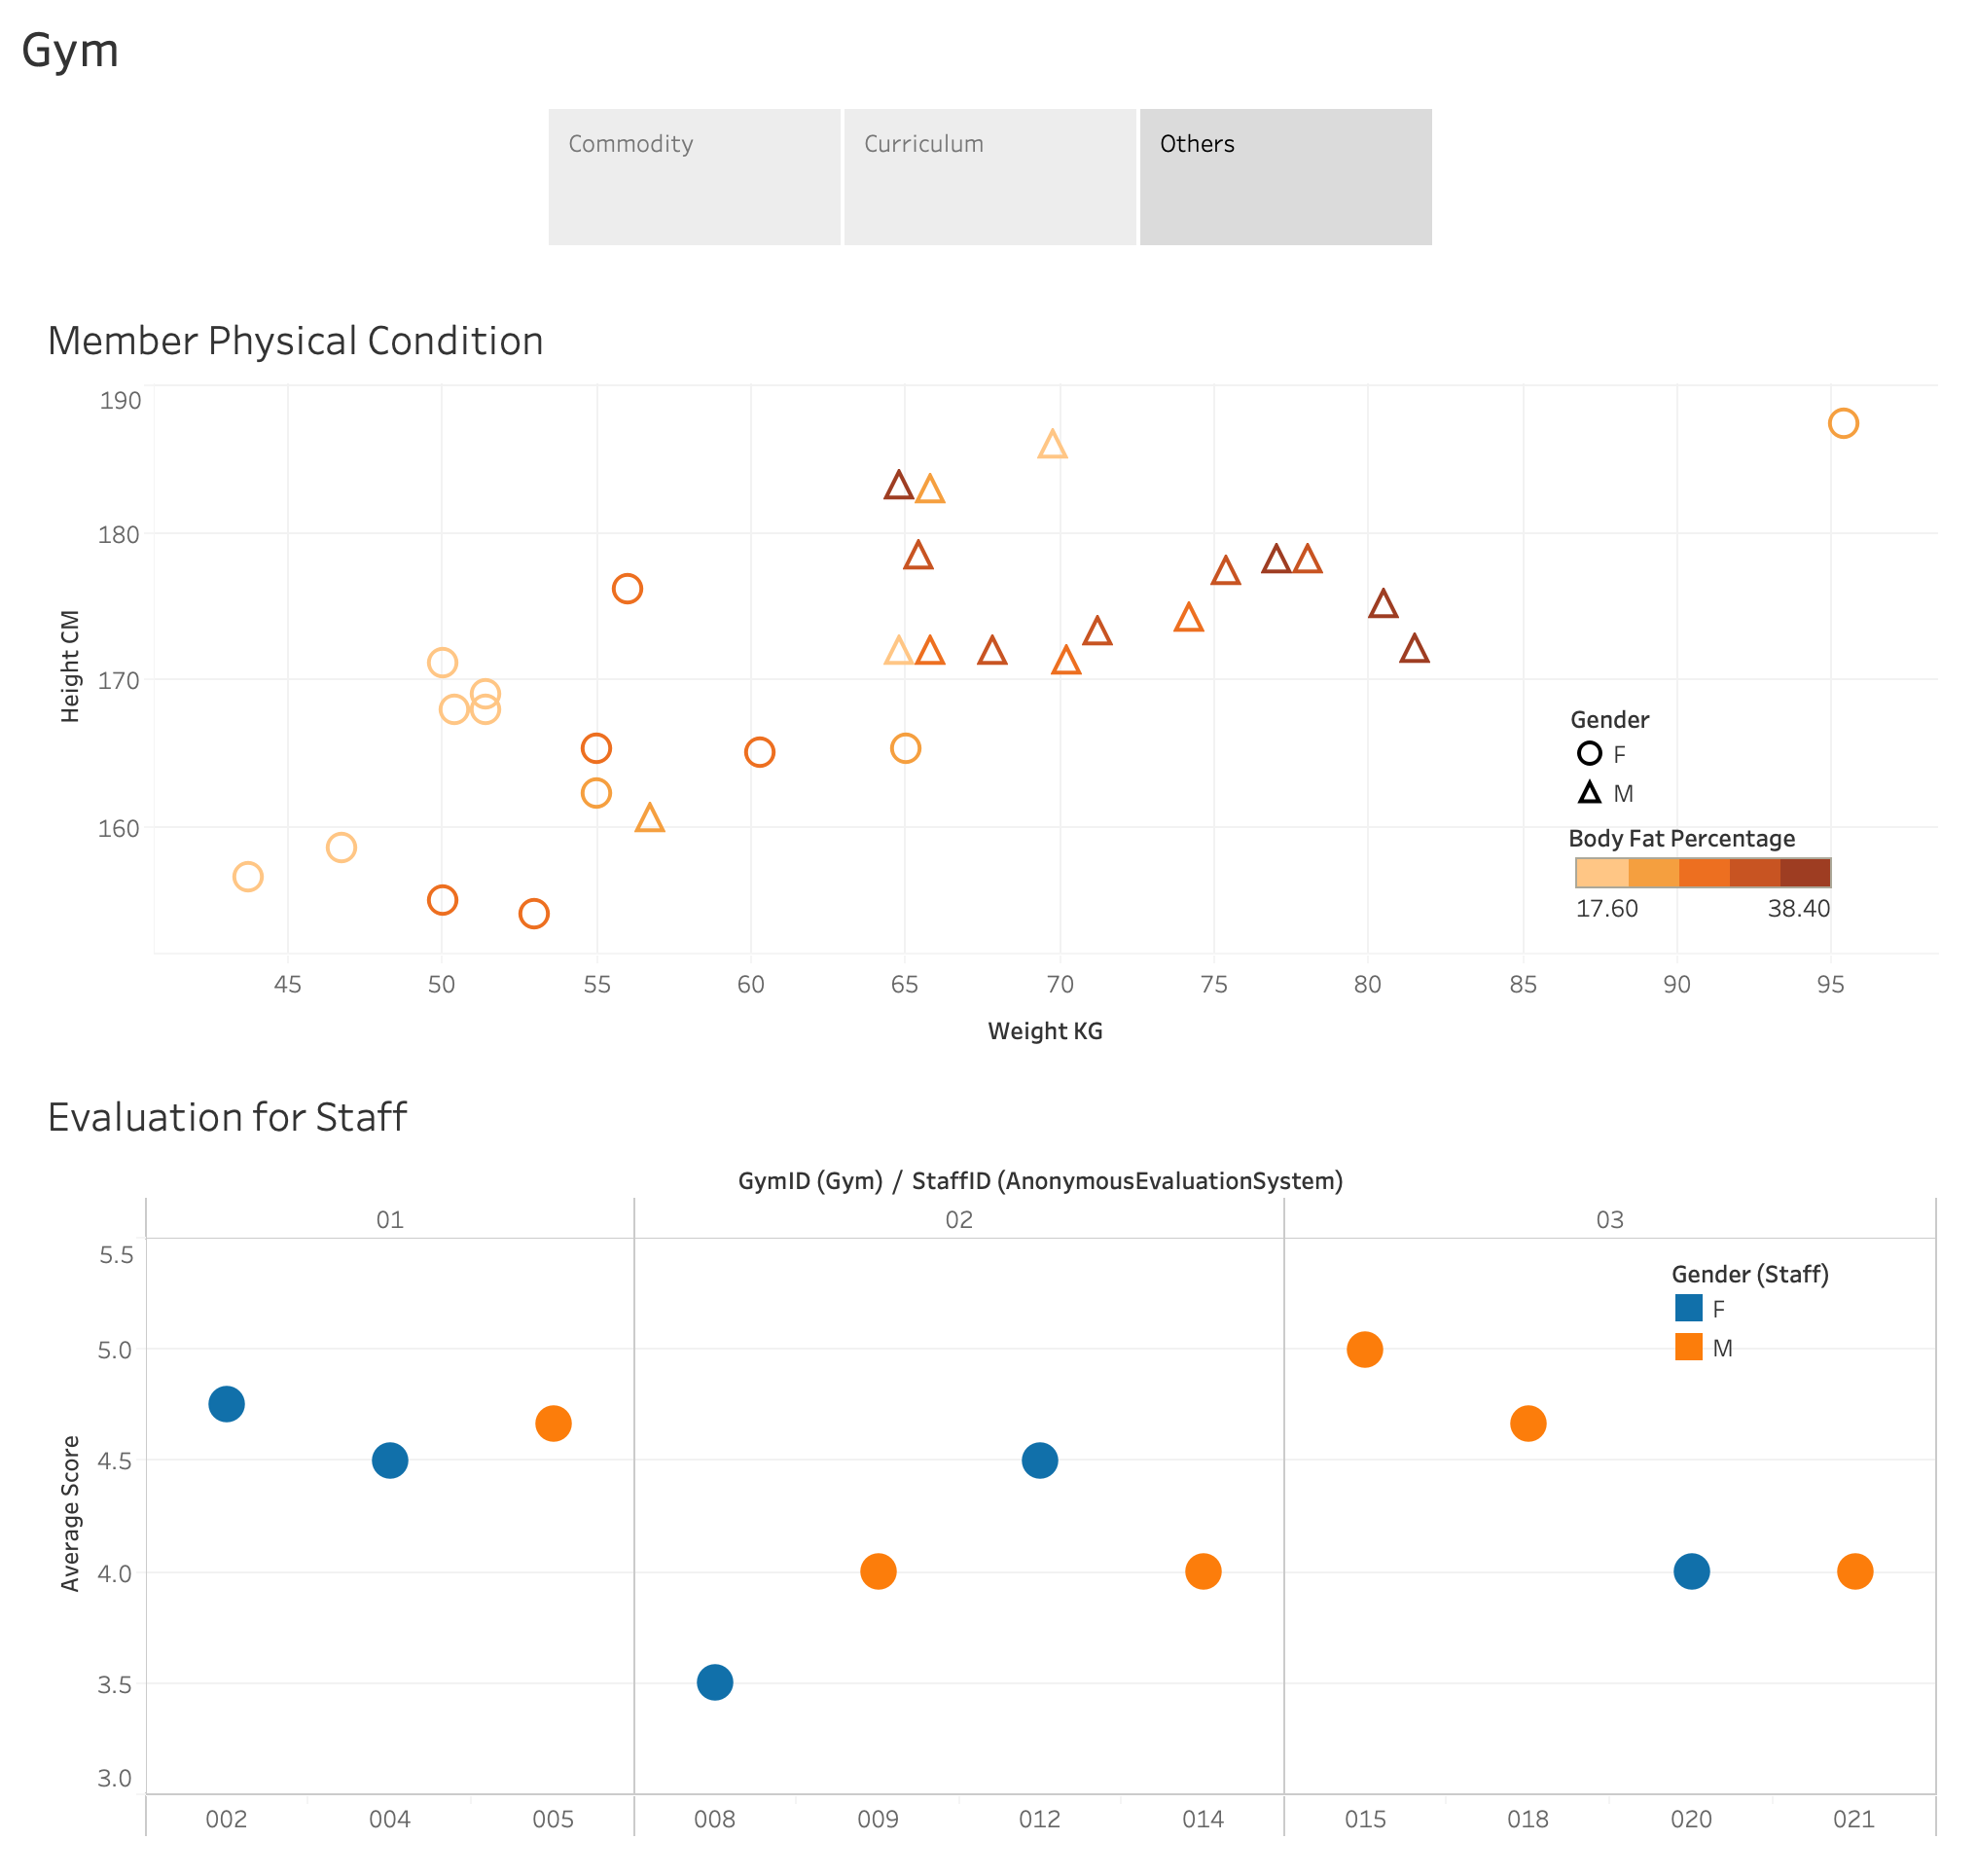 Gym
Commodity
Curriculum
Others
Member Physical Condition
190
180
170
160
Height CM
Gender
F
M
Body Fat Percentage
17.60 38.40
45 50 55 60 65 70 75 80 85 90 95
Weight KG
Evaluation for Staff
GymID (Gym) / StaffID (AnonymousEvaluationSystem)
01 02 03
5.5
5.0
4.5
4.0
3.5
3.0
Average Score
Gender (Staff)
F
M
002 004 005 008 009 012 014 015 018 020 021